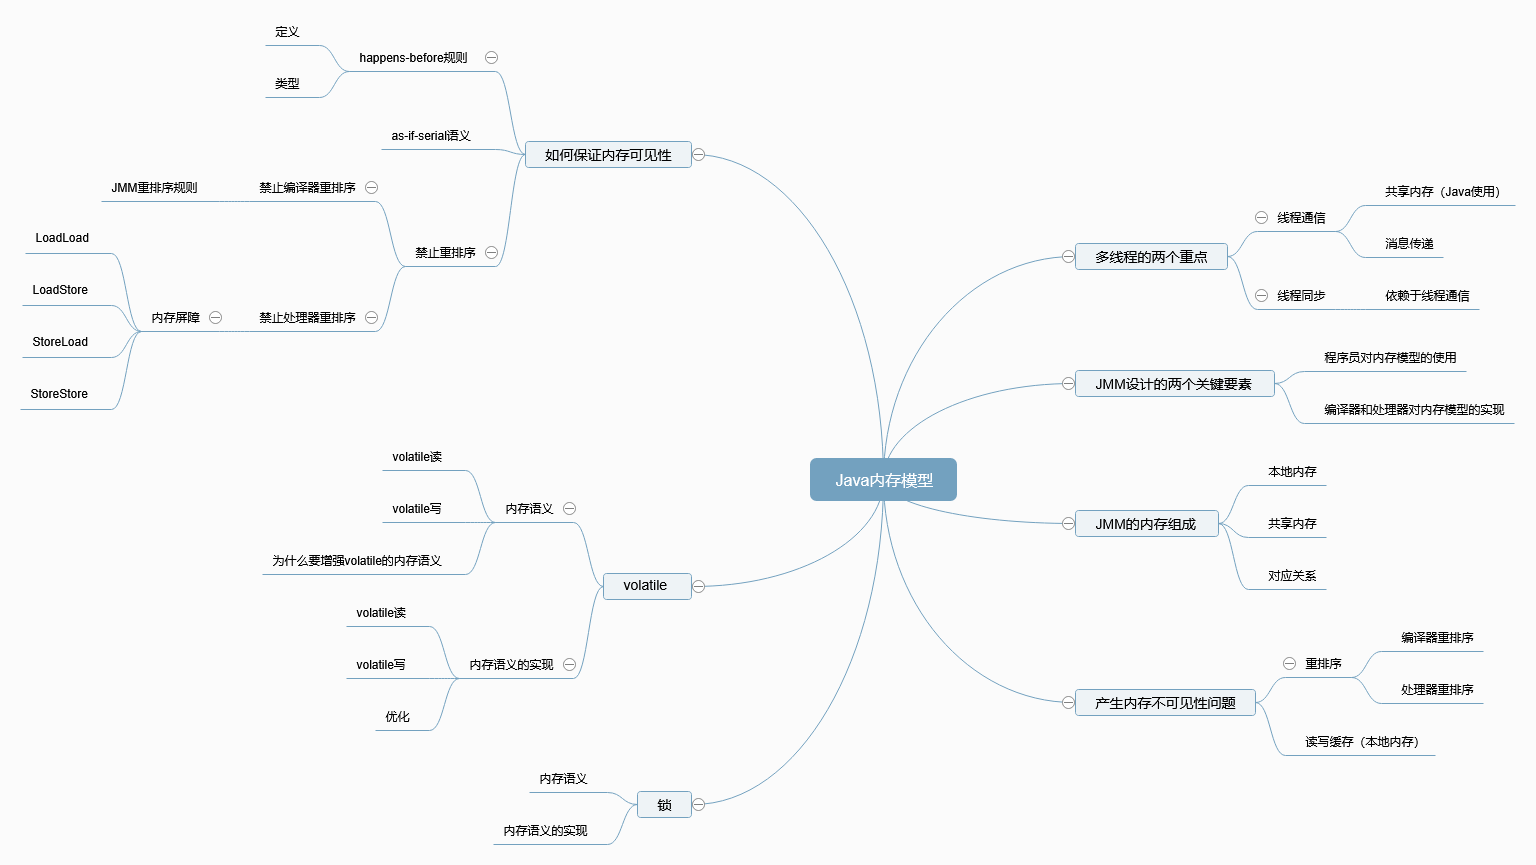 Java内存模型
多线程的两个重点
线程通信
共享内存（Java使用）
消息传递
线程同步
依赖于线程通信
JMM设计的两个关键要素
程序员对内存模型的使用
编译器和处理器对内存模型的实现
JMM的内存组成
本地内存
共享内存
对应关系
产生内存不可见性问题
重排序
编译器重排序
处理器重排序
读写缓存（本地内存）
如何保证内存可见性
happens-before规则
定义
类型
as-if-serial语义
禁止重排序
禁止编译器重排序
JMM重排序规则
禁止处理器重排序
内存屏障
LoadLoad
LoadStore
StoreLoad
StoreStore
volatile
内存语义
volatile读
volatile写
为什么要增强volatile的内存语义
内存语义的实现
volatile读
volatile写
优化
锁
内存语义
内存语义的实现